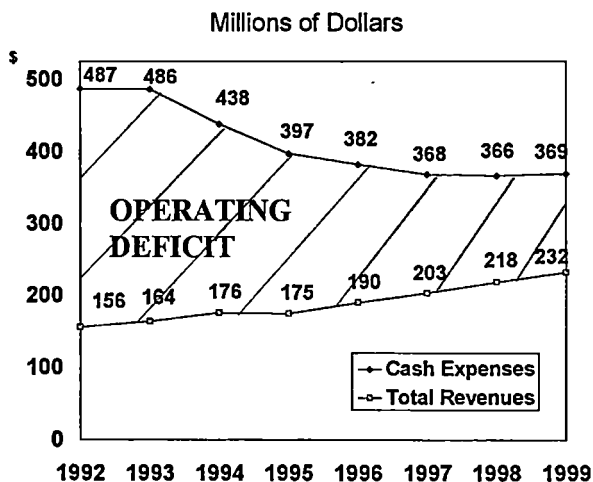 Millions of Dollars
$
500
487 486 438 397 382 368 366 369
400
300
OPERATING
DEFICIT
200
156 164 176 175 190 203 218 232
100
Cash Expenses
Total Revenues
0
1992 1993 1994 1995 1996 1997 1998 1999